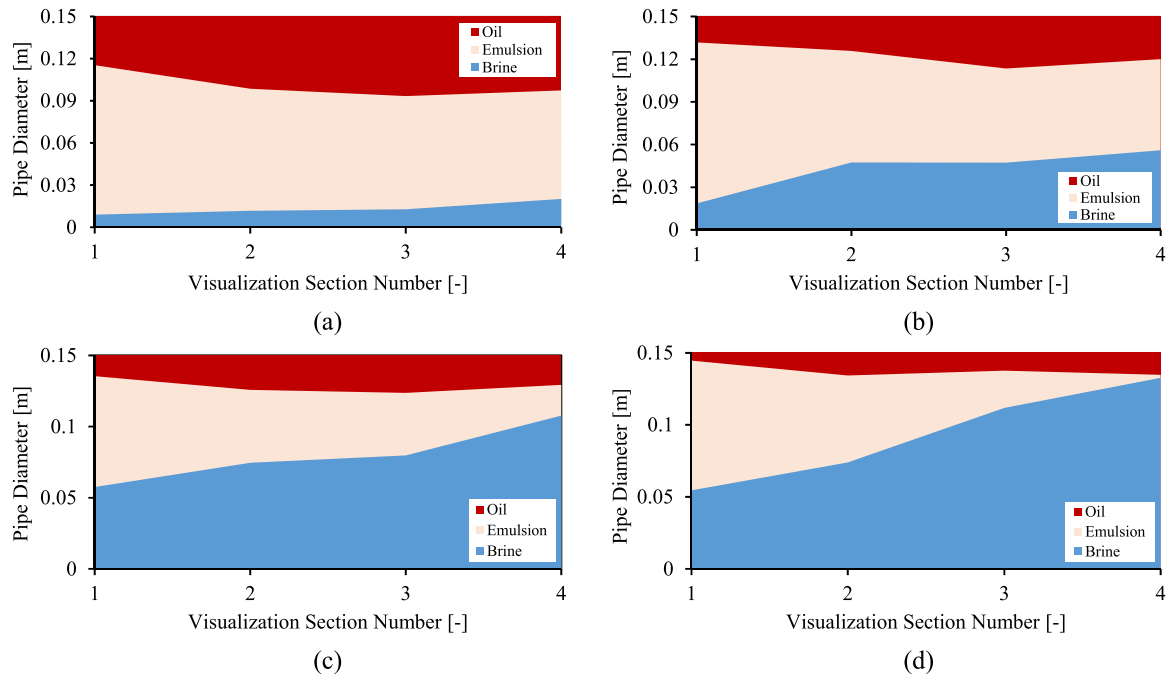 0.15
0.12
0.09
0.06
0.03
0
Pipe Diameter [m]
Oil
Emulsion
Brine
1 2 3 4
Visualization Section Number [-]
(a)
0.15
0.12
0.09
0.06
0.03
0
Pipe Diameter [m]
Oil
Emulsion
Brine
1 2 3 4
Visualization Section Number [-]
(b)
0.15
0.1
0.05
0
Pipe Diameter [m]
Oil
Emulsion
Brine
1 2 3 4
Visualization Section Number [-]
(c)
0.15
0.1
0.05
0
Pipe Diameter [m]
Oil
Emulsion
Brine
1 2 3 4
Visualization Section Number [-]
(d)